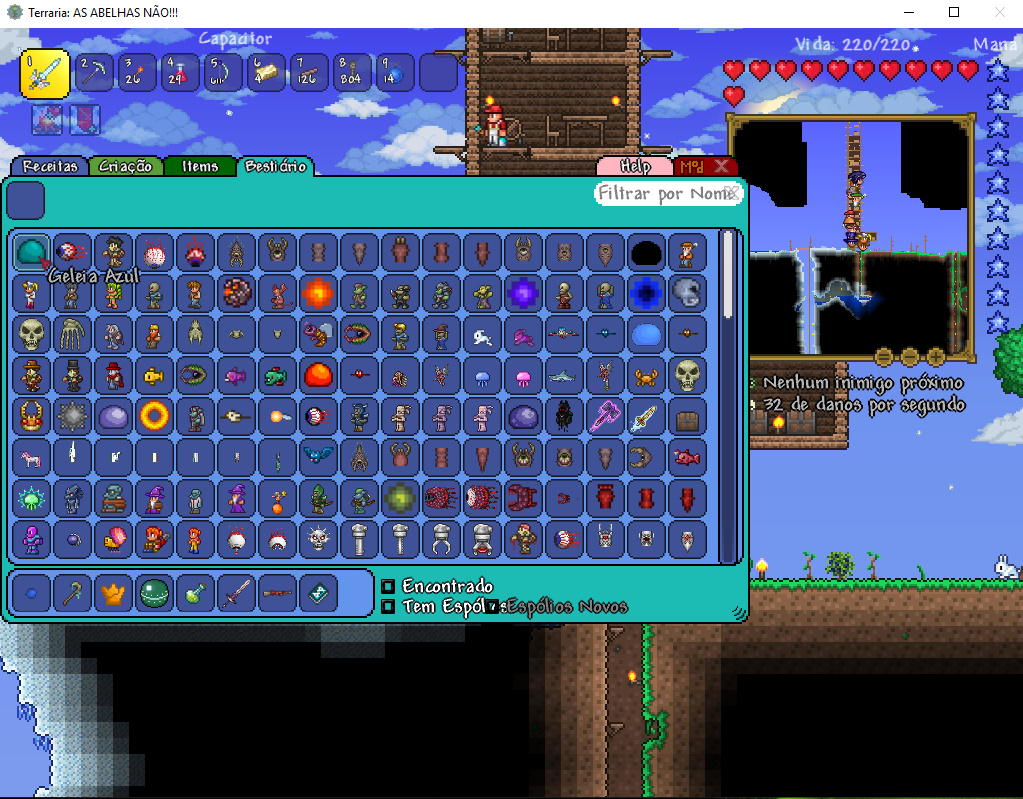 Terraria: AS ABELHAS NÃO!!!
Capacitor
Vida: 220/220
Mana
1
2
3
26
4
29
5
611
6
4
7
126
8
804
9
14
Receitas
Criação
Items
Bestiário
Help
Mod
X
Filtrar por Nome
Geleia Azul
Nenhum inimigo próximo
32 de danos por segundo
Encontrado
Tem Espólios
Espólios Novos